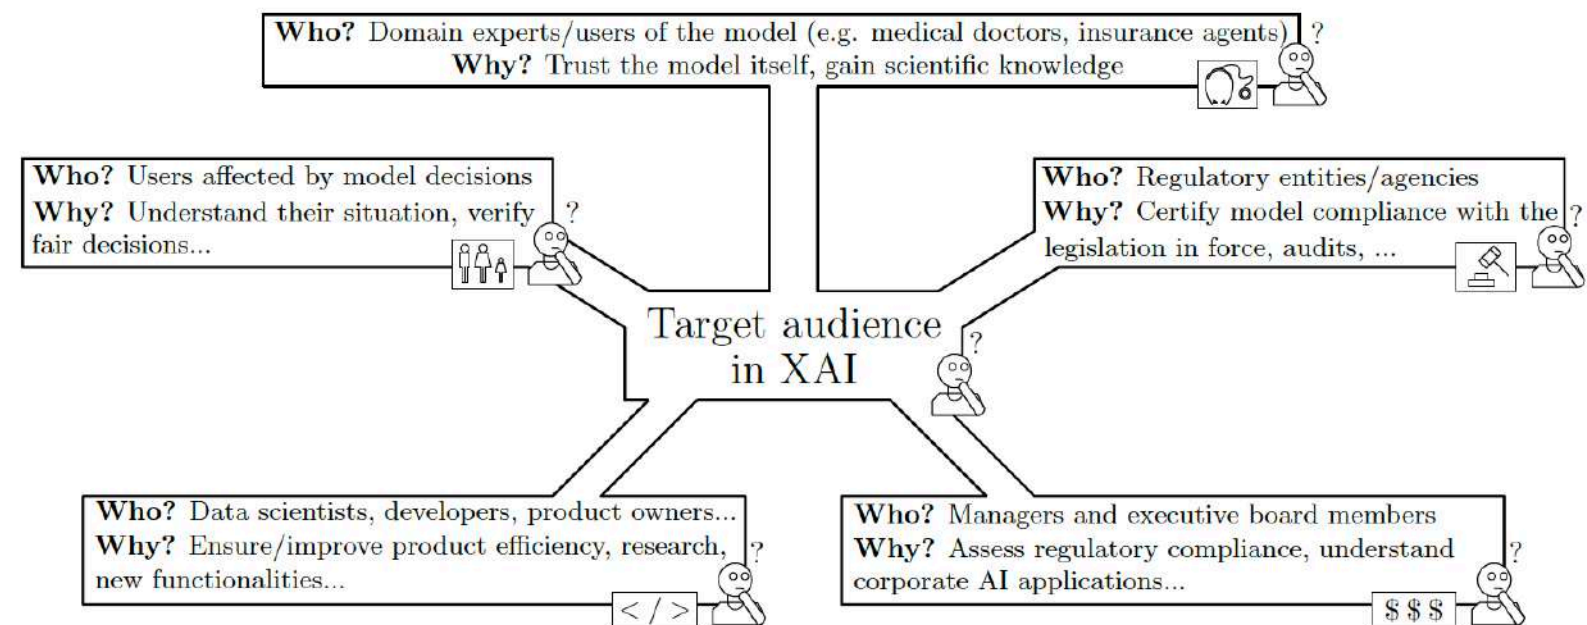 Who? Domain experts/users of the model (e.g. medical doctors, insurance agents)
?
Why? Trust the model itself, gain scientific knowledge
Who? Users affected by model decisions
Why? Understand their situation, verify
?
fair decisions...
Who? Regulatory entities/agencies
Why? Certify model compliance with the
?
legislation in force, audits, ...
Target audience
in XAI
?
Who? Data scientists, developers, product owners...
Why? Ensure/improve product efficiency, research,
?
new functionalities...
</>
Who? Managers and executive board members
Why? Assess regulatory compliance, understand
?
corporate AI applications...
$ $ $